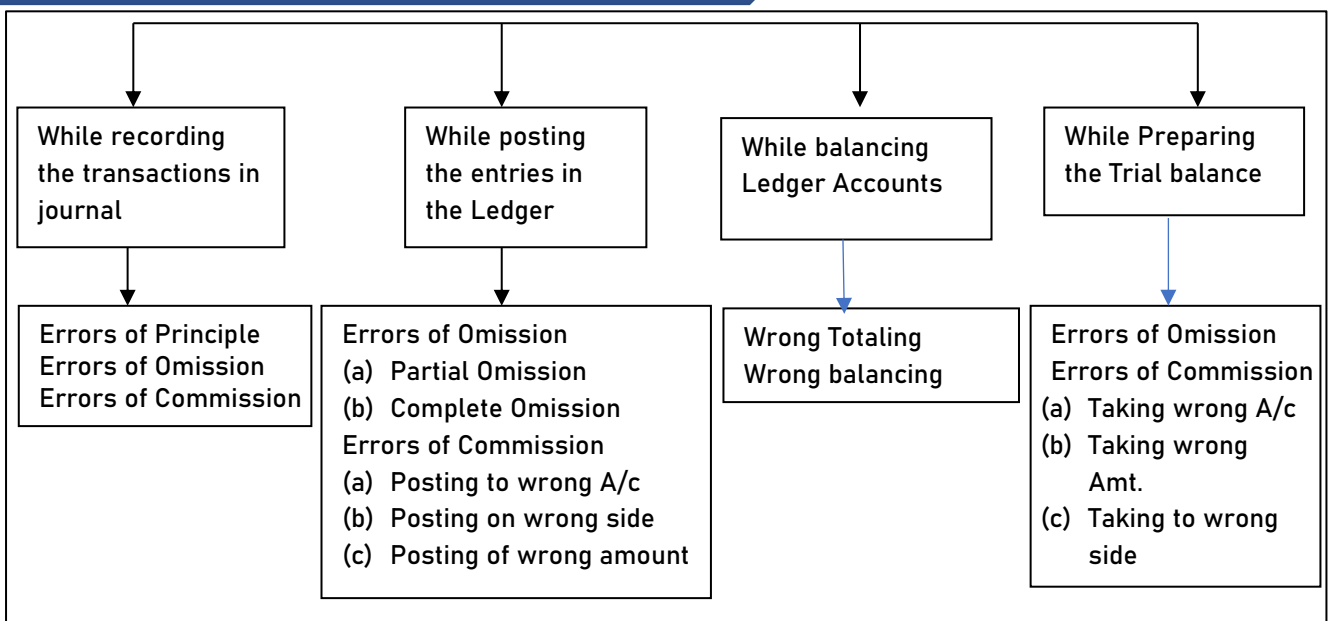 While recording
the transactions in
journal
While posting
the entries in
the Ledger
While balancing
Ledger Accounts
While Preparing
the Trial balance
Errors of Principle
Errors of Omission
Errors of Commission
Errors of Omission
(a) Partial Omission
(b) Complete Omission
Errors of Commission
(a) Posting to wrong A/c
(b) Posting on wrong side
(c) Posting of wrong amount
Wrong Totaling
Wrong balancing
Errors of Omission
Errors of Commission
(a) Taking wrong A/c
(b) Taking wrong
Amt.
(c) Taking to wrong
side